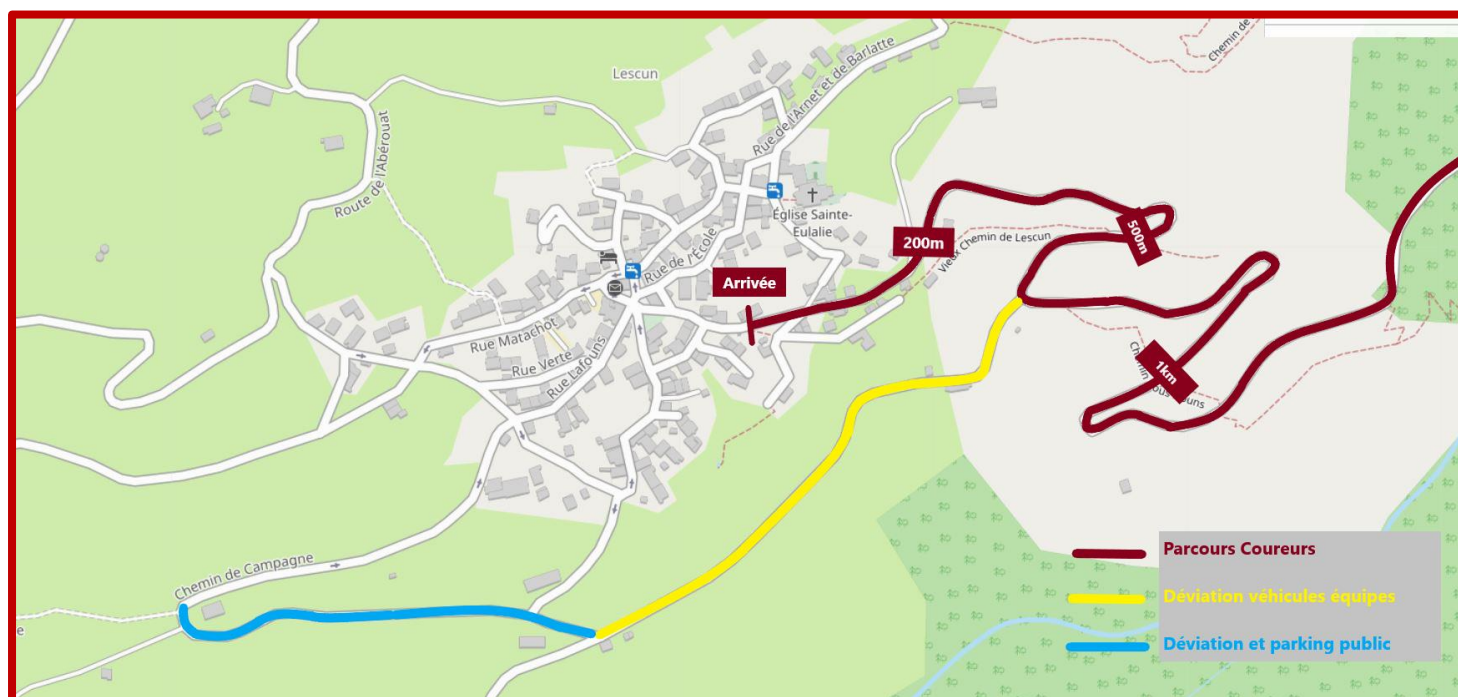 Chemin de
Rue de l'Arnet et de Barlatte
Lescun
Route de l'Abérouat
Église Sainte-
Eulalie
200m
500m
Vieux Chemin de Lescun
Rue de l'École
Arrivée
Rue Matachot
Rue Verte
Rue Lafouns
1km
Parcours Coureurs
Chemin de Campagne
Déviation véhicules équipes
Déviation et parking public